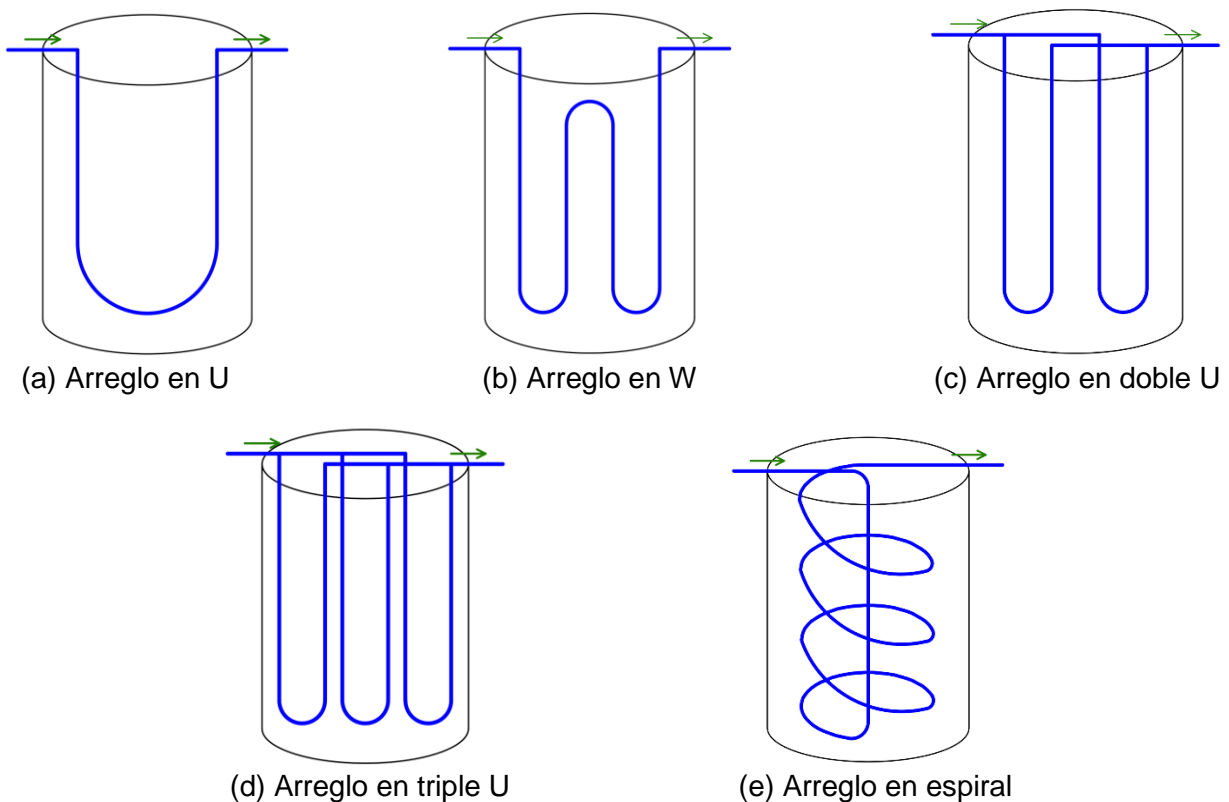 (a) Arreglo en U
(b) Arreglo en W
(c) Arreglo en doble U
(d) Arreglo en triple U
(e) Arreglo en espiral